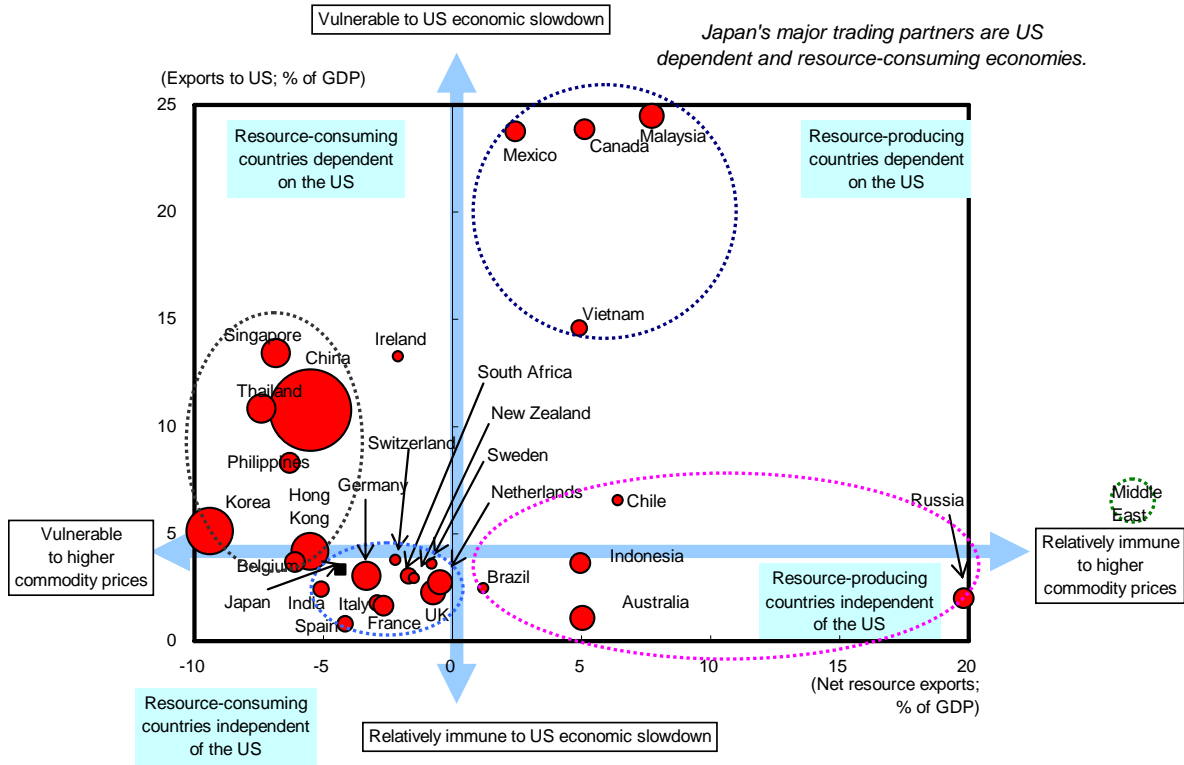 Vulnerable to US economic slowdown
Japan's major trading partners are US
dependent and resource-consuming economies.
(Exports to US; % of GDP)
25
20
15
10
5
0
Resource-consuming
countries dependent
on the US
Resource-producing
countries dependent
on the US
Mexico
Canada
Malaysia
Vietnam
Singapore
China
Ireland
Thailand
South Africa
New Zealand
Switzerland
Sweden
Philippines
Germany
Netherlands
Korea
Hong
Kong
Chile
Russia
Middle
East
Vulnerable
to higher
commodity prices
Relatively immune
to higher
commodity prices
Belgium
Japan
India
Spain
Italy
France
UK
Brazil
Indonesia
Australia
Resource-producing
countries independent
of the US
-10
-5
0
5
10
15
20
(Net resource exports;
% of GDP)
Resource-consuming
countries independent
of the US
Relatively immune to US economic slowdown